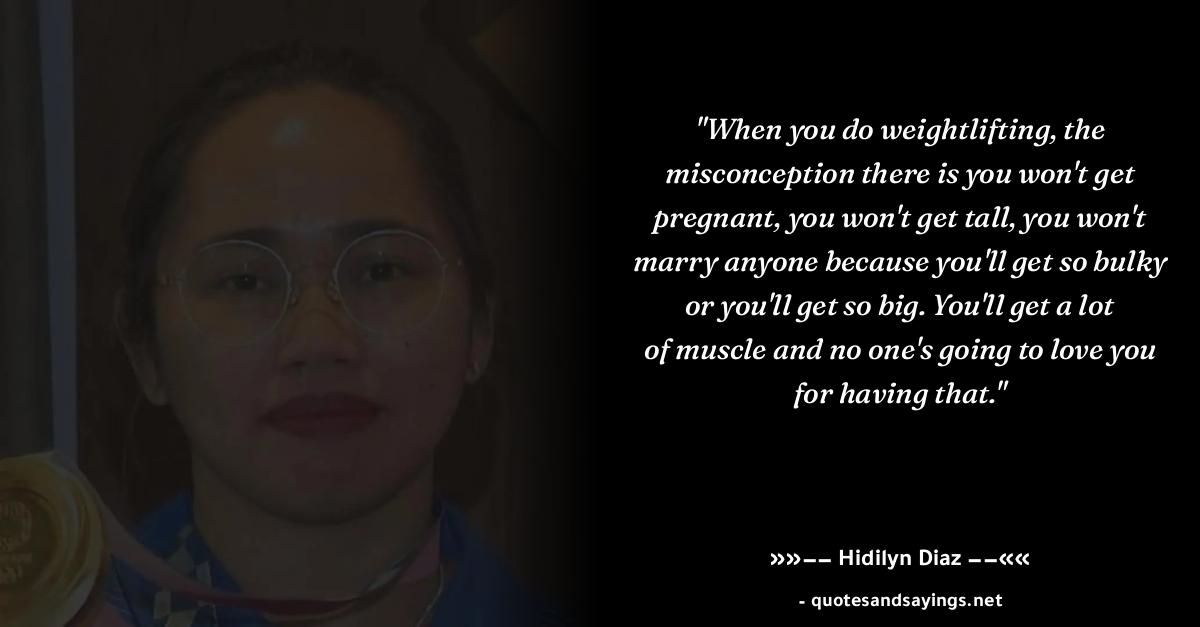 "When you do weightlifting, the
misconception there is you won't get
pregnant, you won't get tall, you won't
marry anyone because you'll get so bulky
or you'll get so big. You'll get a lot
of muscle and no one's going to love you
for having that."
»»–– Hidilyn Diaz ––««
- quotesandsayings.net